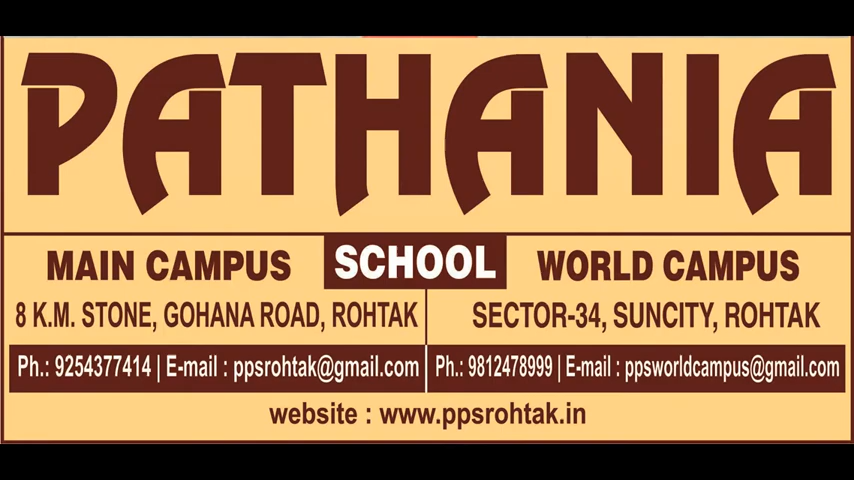 PATHANIA
SCHOOL
MAIN CAMPUS
8 K.M. STONE, GOHANA ROAD, ROHTAK
Ph.: 9254377414 | E-mail : ppsrohtak@gmail.com
WORLD CAMPUS
SECTOR-34, SUNCITY, ROHTAK
Ph.: 9812478999 | E-mail : ppsworldcampus@gmail.com
website : www.ppsrohtak.in